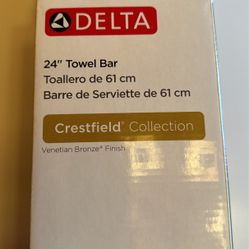 DELTA
24" Towel Bar
Toallero de 61 cm
Barre de Serviette de 61 cm
Crestfield® Collection
Venetian Bronze® Finish